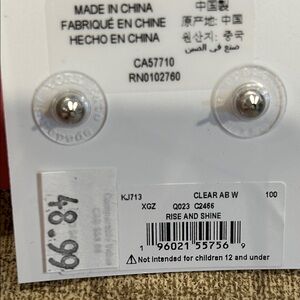 MADE IN CHINA
FABRIQUÉ EN CHINE
HECHO EN CHINA
中国製
原产地: 中国
원산지: 중국
صنع في الصين
CA57710
RN0102760
48.99
KJ713 CLEAR AB W 100
XGZ Q023 C2456
RISE AND SHINE
1 96021 55756 9
Not intended for children 12 and under